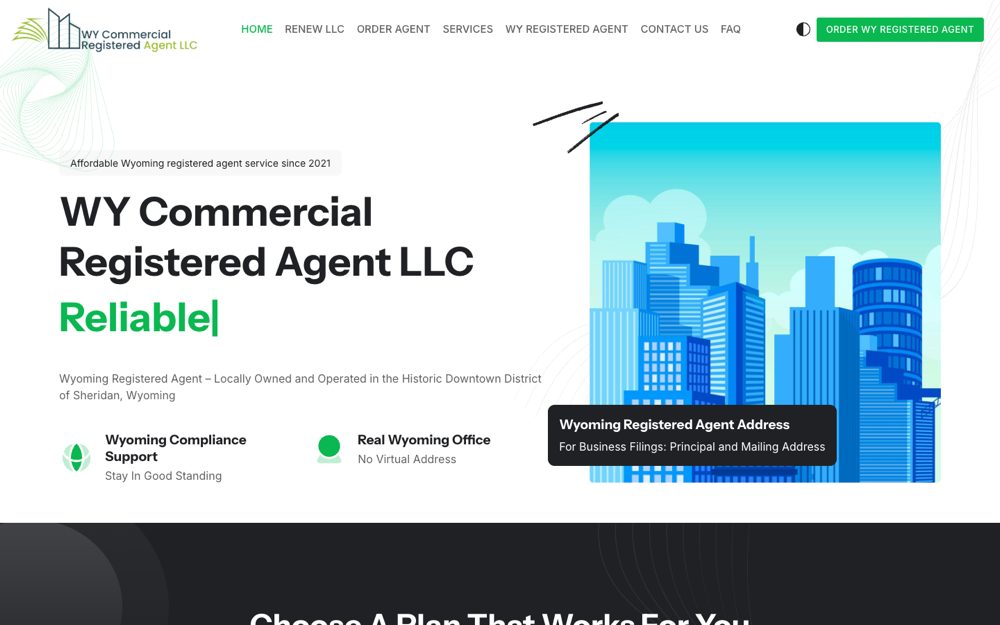 WY Commercial
Registered Agent LLC
HOME RENEW LLC ORDER AGENT SERVICES WY REGISTERED AGENT CONTACT US FAQ
ORDER WY REGISTERED AGENT
Affordable Wyoming registered agent service since 2021
WY Commercial
Registered Agent LLC
Reliable
Wyoming Registered Agent – Locally Owned and Operated in the Historic Downtown District
of Sheridan, Wyoming
Wyoming Compliance
Support
Stay In Good Standing
Real Wyoming Office
No Virtual Address
Wyoming Registered Agent Address
For Business Filings: Principal and Mailing Address
Choose A Plan That Works For You